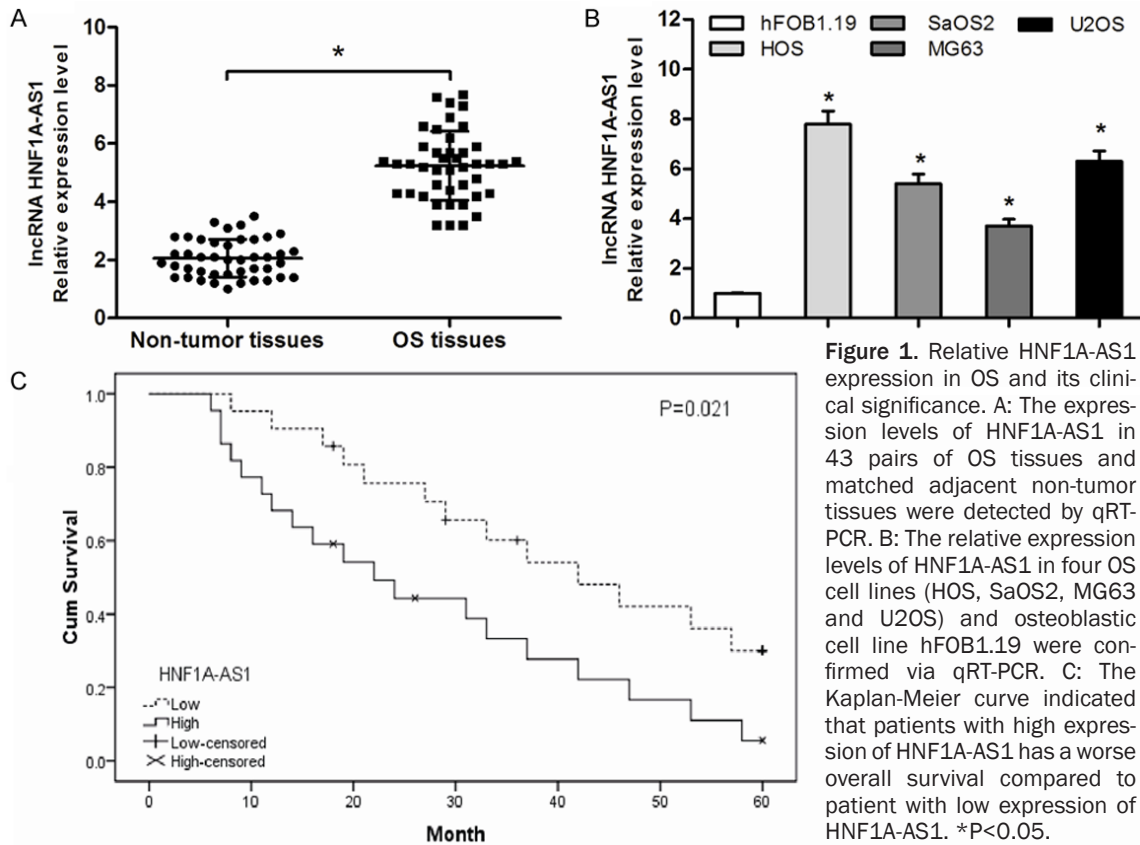 A
lncRNA HNF1A-AS1
Relative expression level
10
8
6
4
2
0
*
Non-tumor tissues
OS tissues
B
lncRNA HNF1A-AS1
Relative expression level
12
10
8
6
4
2
0
hFOB1.19
SaOS2
U2OS
HOS
MG63
*
*
*
*
C
Cum Survival
1.0
0.8
0.6
0.4
0.2
0.0
P=0.021
HNF1A-AS1
Low
High
Low-censored
High-censored
0
10
20
30
40
50
60
Month
Figure 1. Relative HNF1A-AS1
expression in OS and its clini-
cal significance. A: The expres-
sion levels of HNF1A-AS1 in
43 pairs of OS tissues and
matched adjacent non-tumor
tissues were detected by qRT-
PCR. B: The relative expression
levels of HNF1A-AS1 in four OS
cell lines (HOS, SaOS2, MG63
and U2OS) and osteoblastic
cell line hFOB1.19 were con-
firmed via qRT-PCR. C: The
Kaplan-Meier curve indicated
that patients with high expres-
sion of HNF1A-AS1 has a worse
overall survival compared to
patient with low expression of
HNF1A-AS1. *P<0.05.